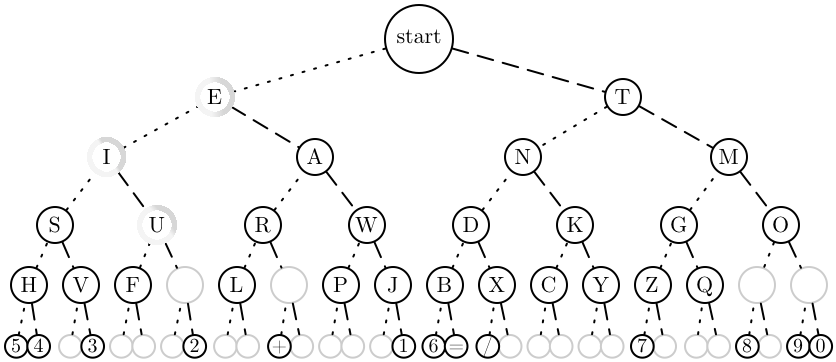 start
E T
I A N M
S U R W D K G O
H V F L P J B X C Y Z Q
5 4 3 2 + 1 6 = / 7 8 9 0